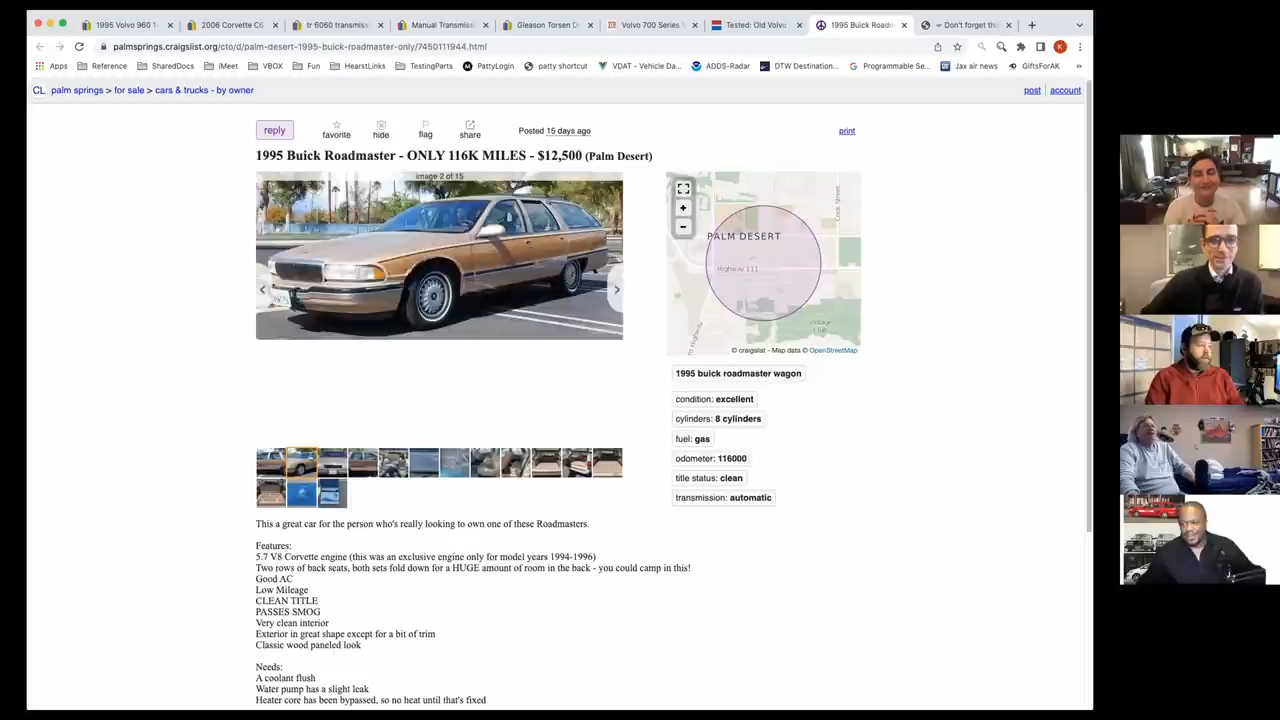 1995 Volvo 960 1-
2006 Corvette C6
tr 6060 transmiss
Manual Transmiss
Gleason Torsen D
Volvo 700 Series
Tested: Old Volvo
1995 Buick Roadm
Don't forget thi
palmsprings.craigslist.org/cto/d/palm-desert-1995-buick-roadmaster-only/7450111944.html
K
Apps
Reference
SharedDocs
iMeet
VBOX
Fun
HearstLinks
TestingParts
PattyLogin
patty shortcut
VDAT - Vehicle Da...
ADDS-Radar
DTW Destination...
Programmable Se...
Jax air news
GiftsForAK
»
CL palm springs > for sale > cars & trucks - by owner
post account
reply
favorite
hide
flag
share
Posted 15 days ago
print
1995 Buick Roadmaster - ONLY 116K MILES - $12,500 (Palm Desert)
image 2 of 15
PALM DESERT
Highway 111
Cook Street
Vintage
Club
© craigslist - Map data © OpenStreetMap
1995 buick roadmaster wagon
condition: excellent
cylinders: 8 cylinders
fuel: gas
odometer: 116000
title status: clean
transmission: automatic
This a great car for the person who's really looking to own one of these Roadmasters.
Features:
5.7 V8 Corvette engine (this was an exclusive engine only for model years 1994-1996)
Two rows of back seats, both sets fold down for a HUGE amount of room in the back - you could camp in this!
Good AC
Low Mileage
CLEAN TITLE
PASSES SMOG
Very clean interior
Exterior in great shape except for a bit of trim
Classic wood paneled look
Needs:
A coolant flush
Water pump has a slight leak
Heater core has been bypassed, so no heat until that's fixed